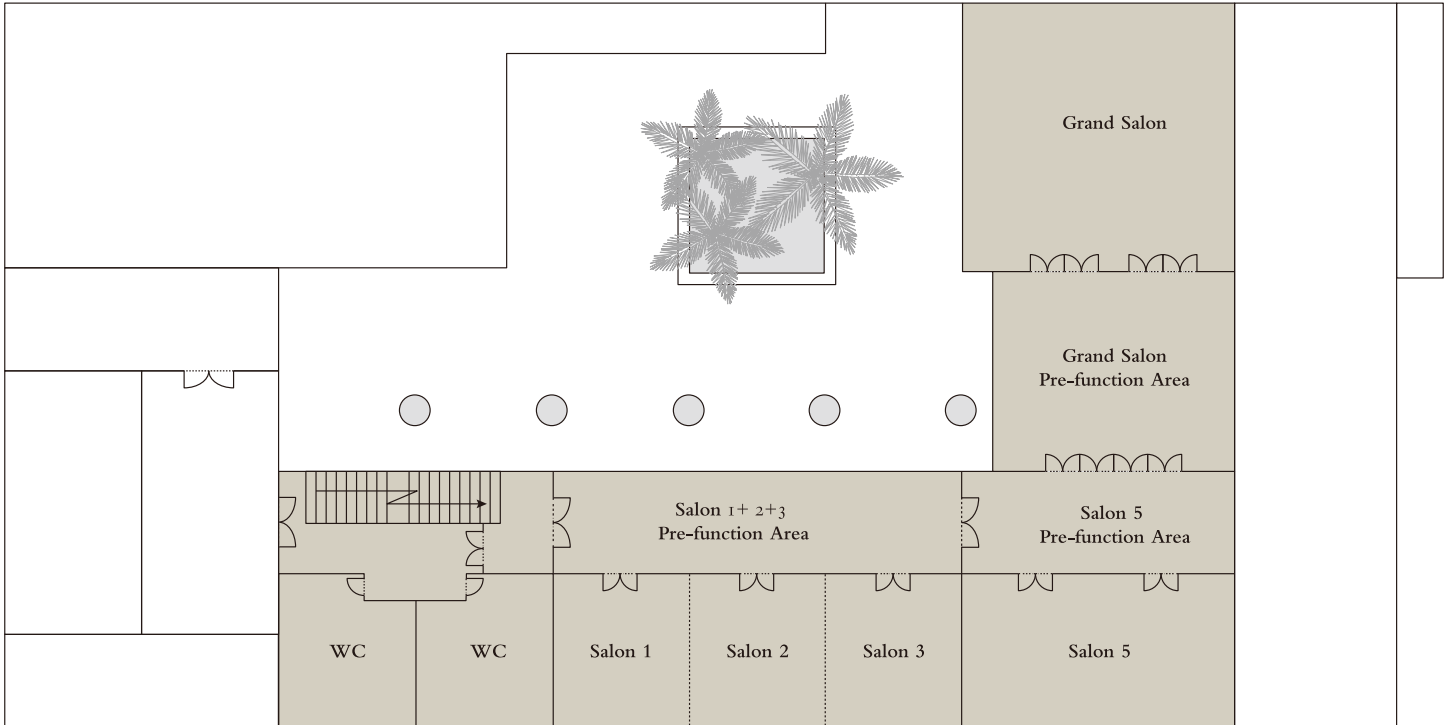 Grand Salon
Grand Salon
Pre-function Area
Salon 1+ 2+3
Pre-function Area
Salon 5
Pre-function Area
WC
WC
Salon 1
Salon 2
Salon 3
Salon 5